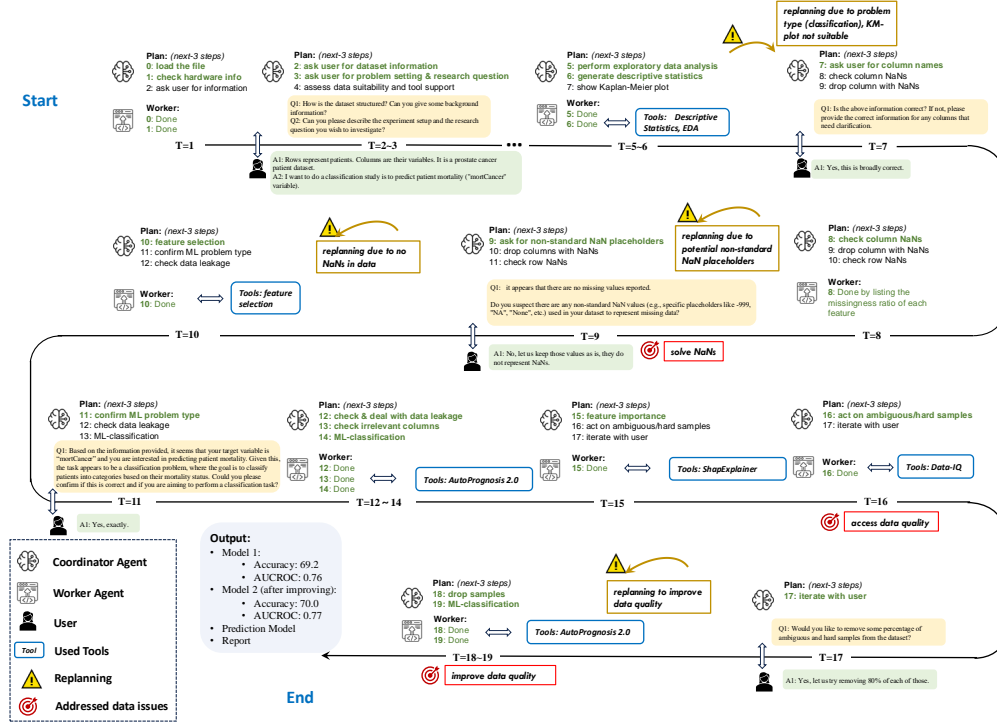 Start
Plan: (next-3 steps)
0: load the file
1: check hardware info
2: ask user for information
Worker:
0: Done
1: Done
T=1
Plan: (next-3 steps)
2: ask user for dataset information
3: ask user for problem setting & research question
4: assess data suitability and tool support
Q1: How is the dataset structured? Can you give some background
information?
Q2: Can you please describe the experiment setup and the research
question you wish to investigate?
T=2~3
A1: Rows represent patients. Columns are their variables. It is a prostate cancer
patient dataset.
A2: I want to do a classification study is to predict patient mortality ("mortCancer"
variable).
•••
Plan: (next-3 steps)
5: perform exploratory data analysis
6: generate descriptive statistics
7: show Kaplan-Meier plot
Worker:
5: Done
6: Done
Tools: Descriptive
Statistics, EDA
T=5~6
replanning due to problem
type (classification), KM-
plot not suitable
Plan: (next-3 steps)
7: ask user for column names
8: check column NaNs
9: drop column with NaNs
Q1: Is the above information correct? If not, please
provide the correct information for any columns that
need clarification.
T=7
A1: Yes, this is broadly correct.
replanning due to
potential non-standard
NaN placeholders
Plan: (next-3 steps)
8: check column NaNs
9: drop column with NaNs
10: check row NaNs
Worker:
8: Done by listing the
missingness ratio of each
feature
T=8
Plan: (next-3 steps)
9: ask for non-standard NaN placeholders
10: drop columns with NaNs
11: check row NaNs
Q1: it appears that there are no missing values reported.
Do you suspect there are any non-standard NaN values (e.g., specific placeholders like -999,
"NA", "None", etc.) used in your dataset to represent missing data?
T=9
A1: No, let us keep those values as is, they do
not represent NaNs.
solve NaNs
replanning due to no
NaNs in data
Plan: (next-3 steps)
10: feature selection
11: confirm ML problem type
12: check data leakage
Worker:
10: Done
Tools: feature
selection
T=10
Plan: (next-3 steps)
11: confirm ML problem type
12: check data leakage
13: ML-classification
Q1: Based on the information provided, it seems that your target variable is
"mortCancer" and you are interested in predicting patient mortality. Given this,
the task appears to be a classification problem, where the goal is to classify
patients into categories based on their mortality status. Could you please
confirm if this is correct and if you are aiming to perform a classification task?
T=11
A1: Yes, exactly.
Plan: (next-3 steps)
12: check & deal with data leakage
13: check irrelevant columns
14: ML-classification
Worker:
12: Done
13: Done
14: Done
Tools: AutoPrognosis 2.0
T=12 ~ 14
Plan: (next-3 steps)
15: feature importance
16: act on ambiguous/hard samples
17: iterate with user
Worker:
15: Done
Tools: ShapExplainer
T=15
Plan: (next-3 steps)
16: act on ambiguous/hard samples
17: iterate with user
Worker:
16: Done
Tools: Data-IQ
T=16
access data quality
Plan: (next-3 steps)
17: iterate with user
Q1: Would you like to remove some percentage of
ambiguous and hard samples from the dataset?
T=17
A1: Yes, let us try removing 80% of each of those.
replanning to improve
data quality
Plan: (next-3 steps)
18: drop samples
19: ML-classification
Worker:
18: Done
19: Done
Tools: AutoPrognosis 2.0
T=18~19
improve data quality
Output:
• Model 1:
• Accuracy: 69.2
• AUCROC: 0.76
• Model 2 (after improving):
• Accuracy: 70.0
• AUCROC: 0.77
• Prediction Model
• Report
End
Coordinator Agent
Worker Agent
User
Tool Used Tools
Replanning
Addressed data issues